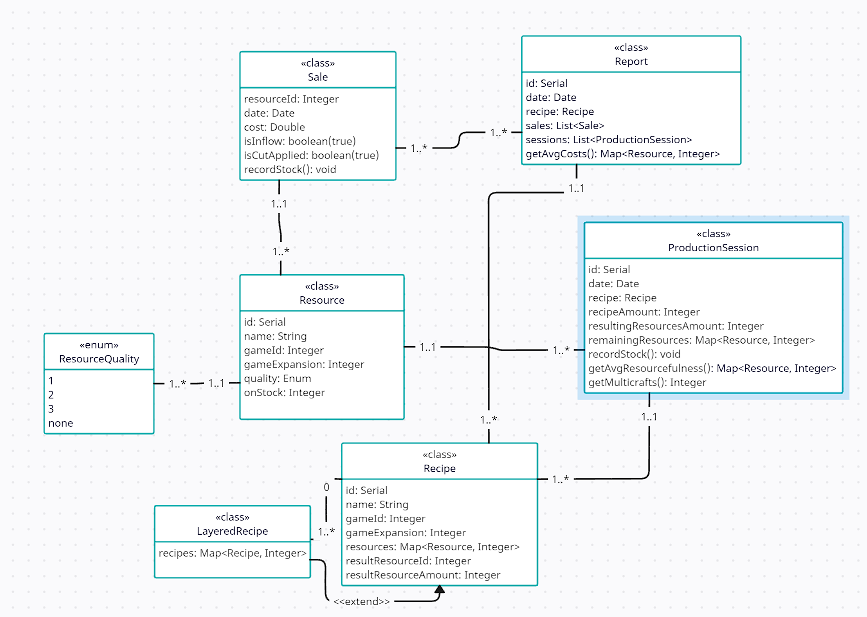 «class»
Sale
resourceId: Integer
date: Date
cost: Double
isInflow: boolean(true)
isCutApplied: boolean(true)
recordStock(): void
«class»
Report
id: Serial
date: Date
recipe: Recipe
sales: List<Sale>
sessions: List<ProductionSession>
getAvgCosts(): Map<Resource, Integer>
1..*
1..*
1..1
1..1
1..*
«class»
ProductionSession
id: Serial
date: Date
recipe: Recipe
recipeAmount: Integer
resultingResourcesAmount: Integer
remainingResources: Map<Resource, Integer>
recordStock(): void
getAvgResourcefulness(): Map<Resource, Integer>
getMulticrafts(): Integer
«class»
Resource
id: Serial
name: String
gameId: Integer
gameExpansion: Integer
quality: Enum
onStock: Integer
«enum»
ResourceQuality
1
2
3
none
1..*
1..1
1..1
1..*
1..*
1..1
1..*
«class»
Recipe
id: Serial
name: String
gameId: Integer
gameExpansion: Integer
resources: Map<Resource, Integer>
resultResourceId: Integer
resultResourceAmount: Integer
0
1..*
«class»
LayeredRecipe
recipes: Map<Recipe, Integer>
<<extend>>